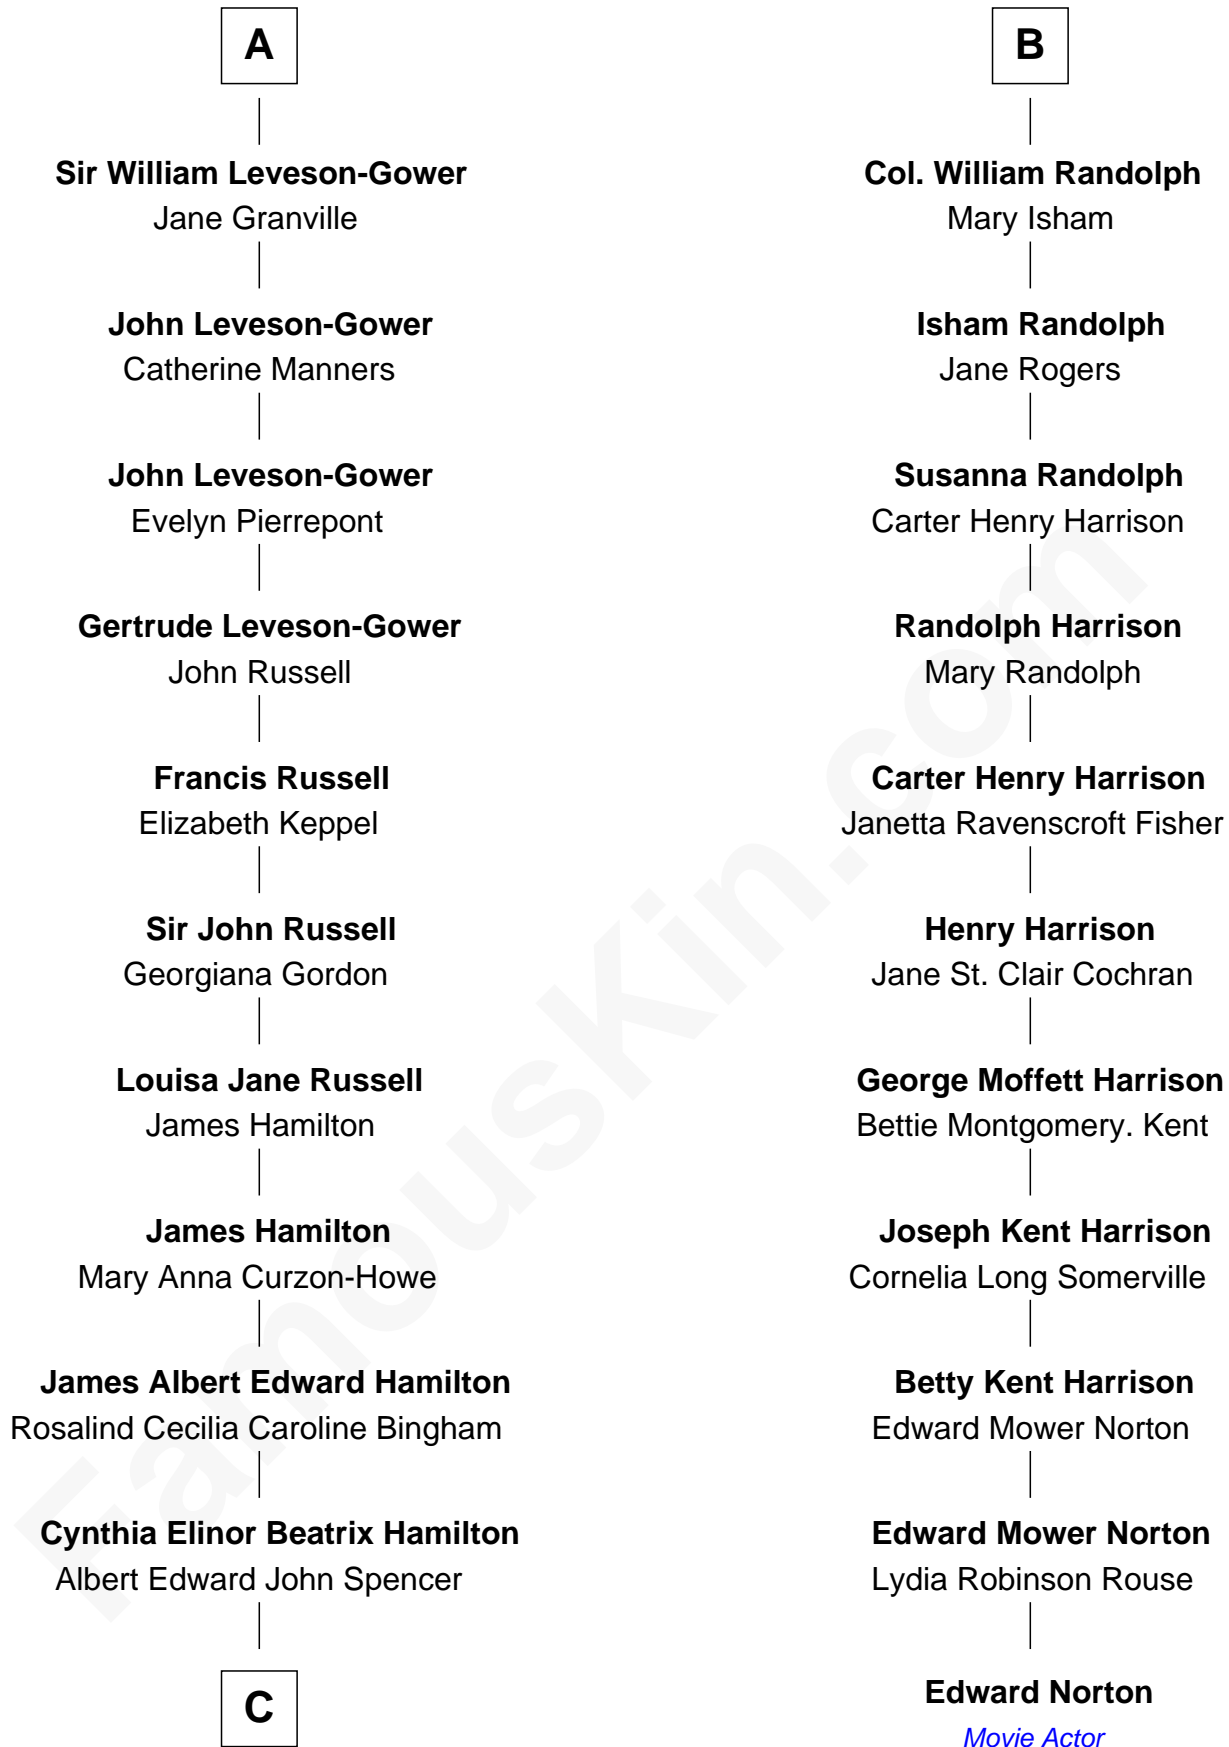 A
Sir William Leveson-Gower
Jane Granville
John Leveson-Gower
Catherine Manners
John Leveson-Gower
Evelyn Pierrepont
Gertrude Leveson-Gower
John Russell
Francis Russell
Elizabeth Keppel
Sir John Russell
Georgiana Gordon
Louisa Jane Russell
James Hamilton
James Hamilton
Mary Anna Curzon-Howe
James Albert Edward Hamilton
Rosalind Cecilia Caroline Bingham
Cynthia Elinor Beatrix Hamilton
Albert Edward John Spencer
C
B
Col. William Randolph
Mary Isham
Isham Randolph
Jane Rogers
Susanna Randolph
Carter Henry Harrison
Randolph Harrison
Mary Randolph
Carter Henry Harrison
Janetta Ravenscroft Fisher
Henry Harrison
Jane St. Clair Cochran
George Moffett Harrison
Bettie Montgomery. Kent
Joseph Kent Harrison
Cornelia Long Somerville
Betty Kent Harrison
Edward Mower Norton
Edward Mower Norton
Lydia Robinson Rouse
Edward Norton
Movie Actor
FamousKin.com